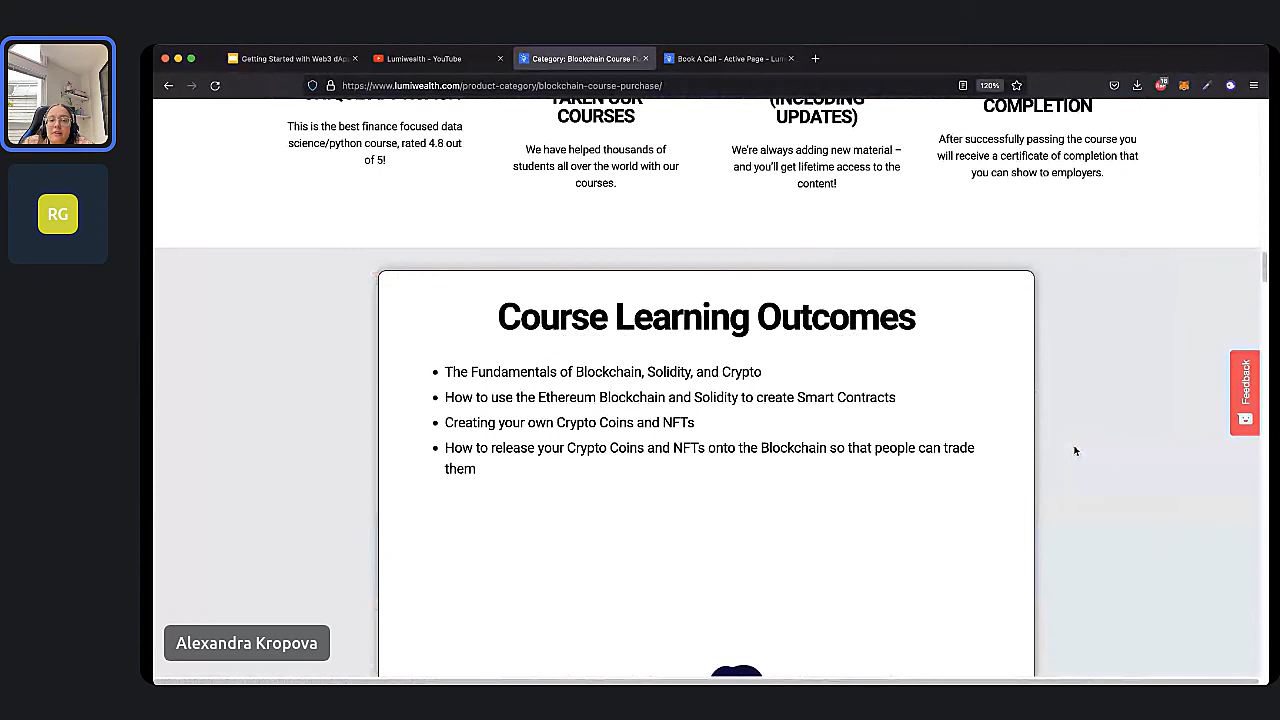 Getting Started with Web3 dAp
Lumiwealth - YouTube
Category: Blockchain Course Pu
Book A Call - Active Page - Lum
https://www.lumiwealth.com/product-category/blockchain-course-purchase/
120%
TAKEN OUR
COURSES
(INCLUDING
UPDATES)
COMPLETION
This is the best finance focused data
science/python course, rated 4.8 out
of 5!
We have helped thousands of
students all over the world with our
courses.
We're always adding new material –
and you'll get lifetime access to the
content!
After successfully passing the course you
will receive a certificate of completion that
you can show to employers.
Course Learning Outcomes
• The Fundamentals of Blockchain, Solidity, and Crypto
• How to use the Ethereum Blockchain and Solidity to create Smart Contracts
• Creating your own Crypto Coins and NFTs
• How to release your Crypto Coins and NFTs onto the Blockchain so that people can trade
them
Feedback
RG
Alexandra Kropova